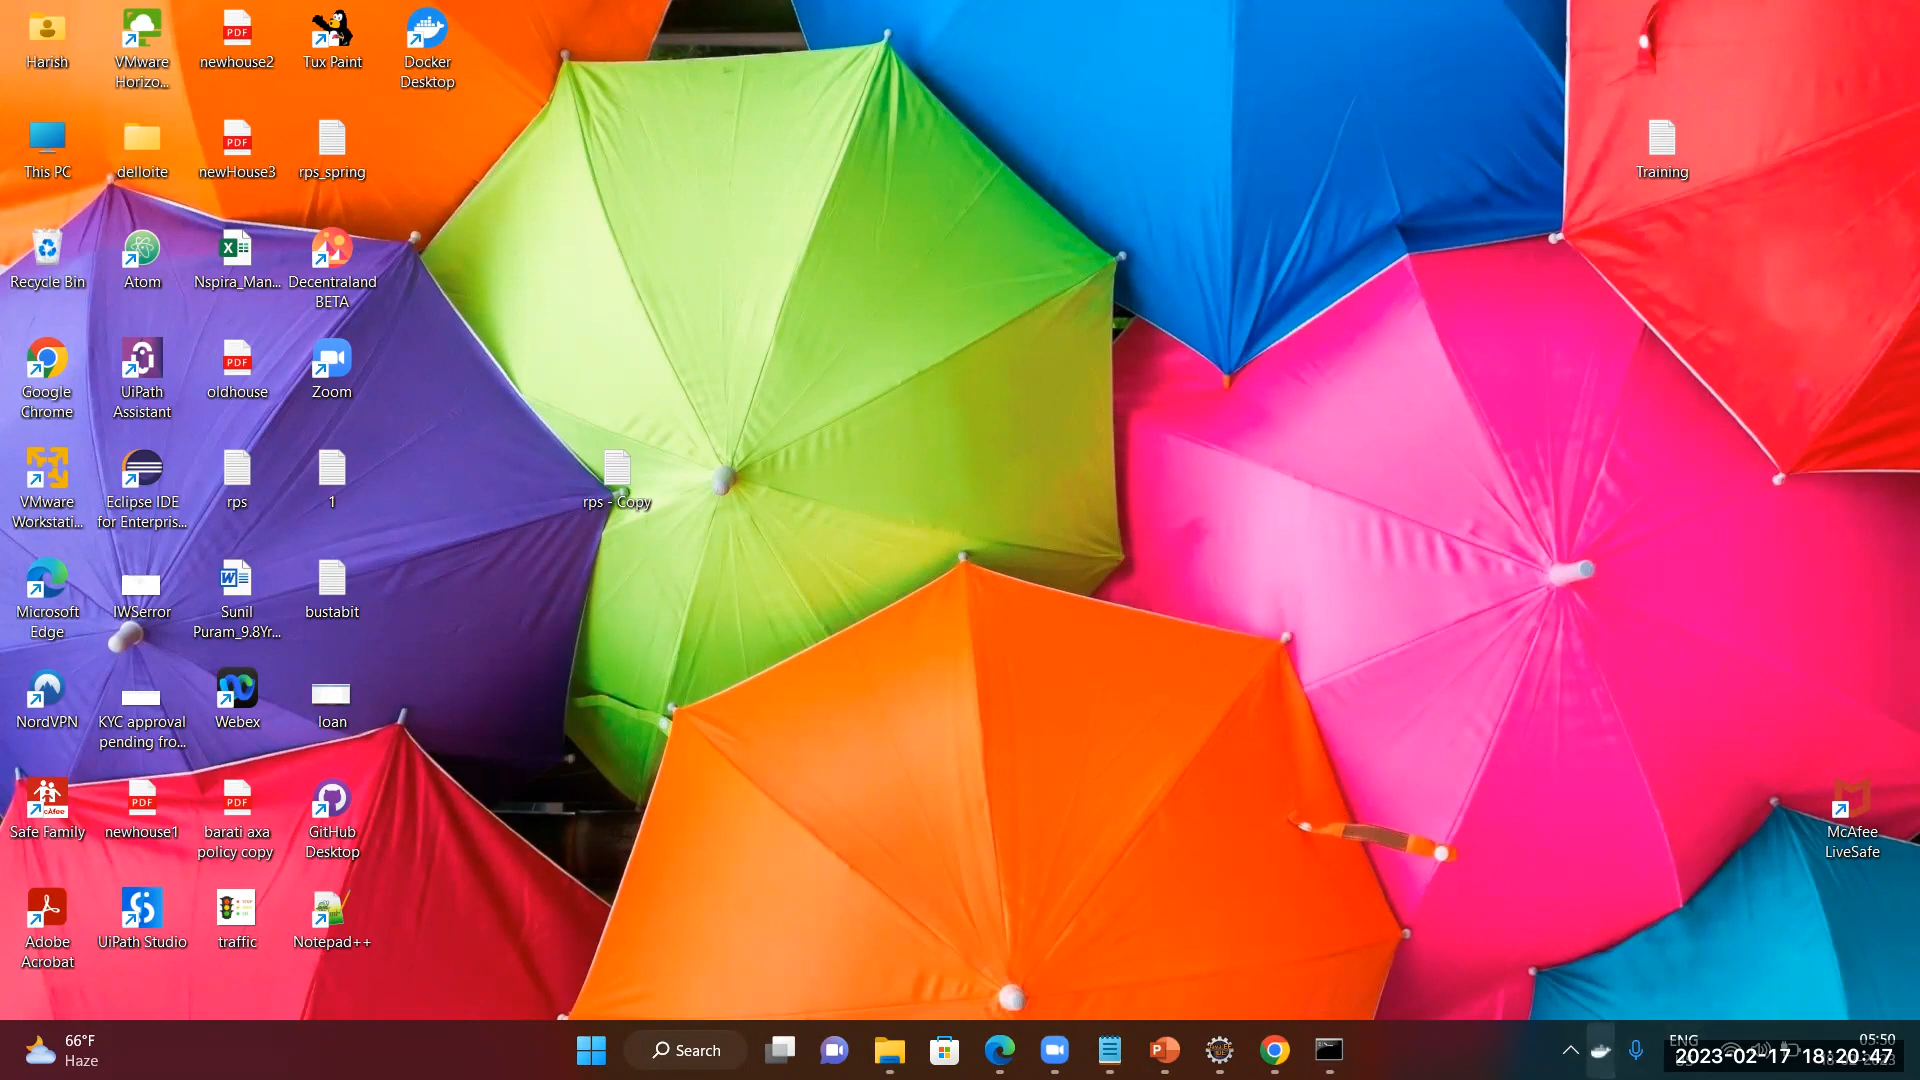 Harish
VMware
Horizo...
newhouse2
Tux Paint
Docker
Desktop
This PC
delloite
newHouse3
rps_spring
Training
Recycle Bin
Atom
Nspira_Man...
Decentraland
BETA
Google
Chrome
UiPath
Assistant
oldhouse
Zoom
VMware
Workstati...
Eclipse IDE
for Enterpris...
rps
1
rps - Copy
Microsoft
Edge
IWSerror
Sunil
Puram_9.8Yr...
bustabit
NordVPN
KYC approval
pending fro...
Webex
loan
Safe Family
newhouse1
barati axa
policy copy
GitHub
Desktop
McAfee
LiveSafe
Adobe
Acrobat
UiPath Studio
traffic
Notepad++
66°F
Haze
Search
ENG
05:50
2023-02-17 18:20:47